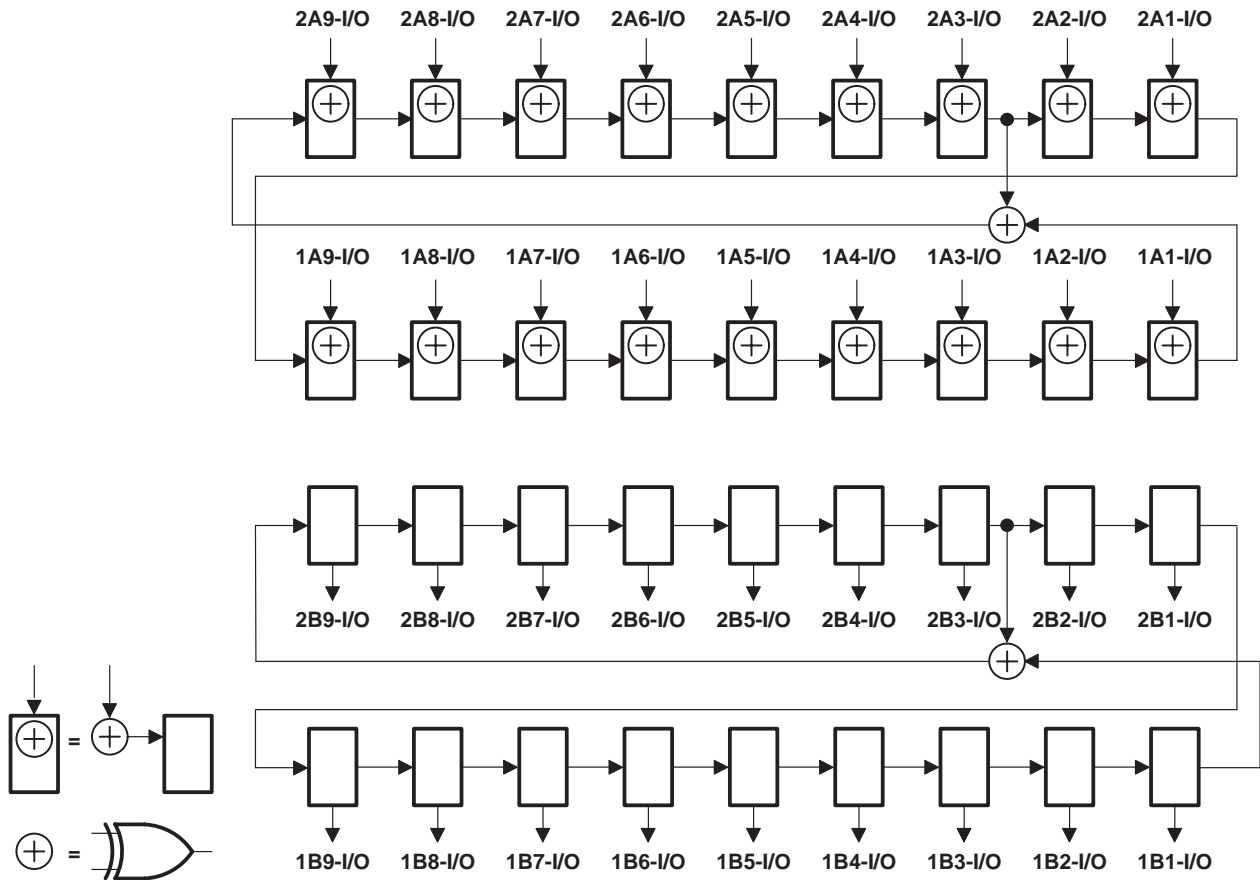 2A9-I/O 2A8-I/O 2A7-I/O 2A6-I/O 2A5-I/O 2A4-I/O 2A3-I/O 2A2-I/O 2A1-I/O
1A9-I/O 1A8-I/O 1A7-I/O 1A6-I/O 1A5-I/O 1A4-I/O 1A3-I/O 1A2-I/O 1A1-I/O
2B9-I/O 2B8-I/O 2B7-I/O 2B6-I/O 2B5-I/O 2B4-I/O 2B3-I/O 2B2-I/O 2B1-I/O
=
=
1B9-I/O 1B8-I/O 1B7-I/O 1B6-I/O 1B5-I/O 1B4-I/O 1B3-I/O 1B2-I/O 1B1-I/O